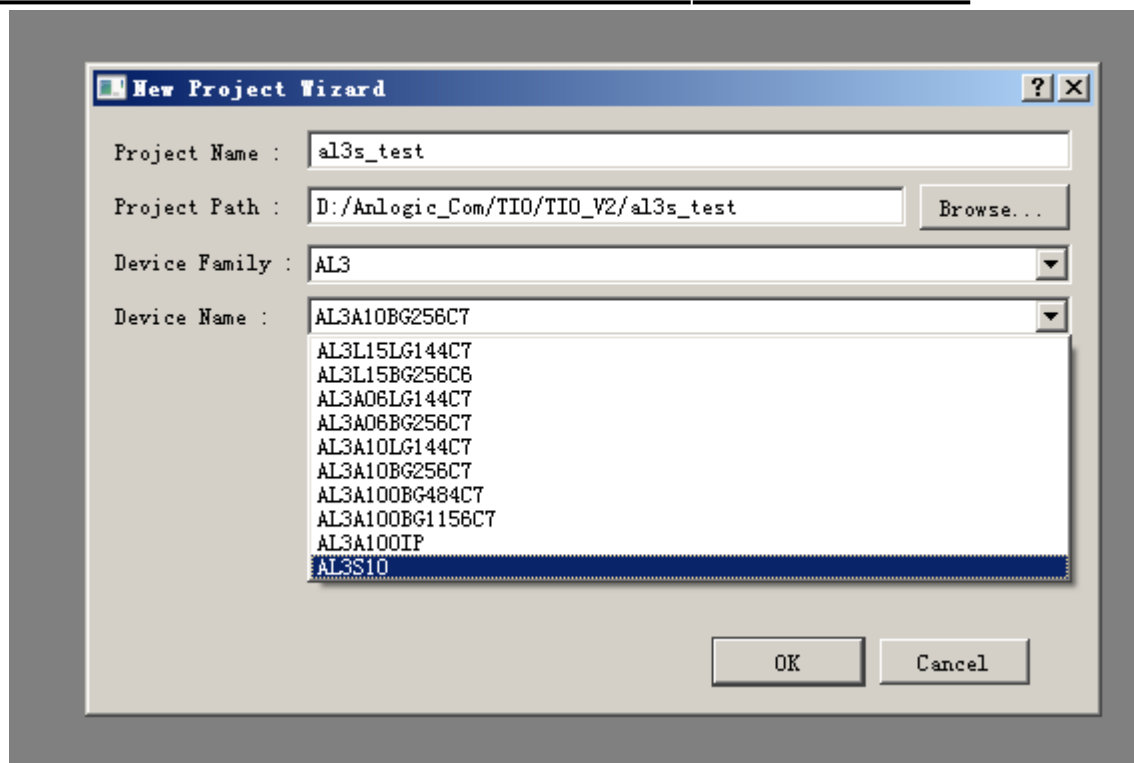 New Project Wizard
Project Name : al3s_test
Project Path : D:/Anlogic_Com/TIO/TIO_V2/al3s_test Browse...
Device Family : AL3
Device Name : AL3A10BG256C7
AL3L15LG144C7
AL3L15BG256C6
AL3A06LG144C7
AL3A06BG256C7
AL3A10LG144C7
AL3A10BG256C7
AL3A100BG484C7
AL3A100BG1156C7
AL3A100IP
AL3S10
OK Cancel